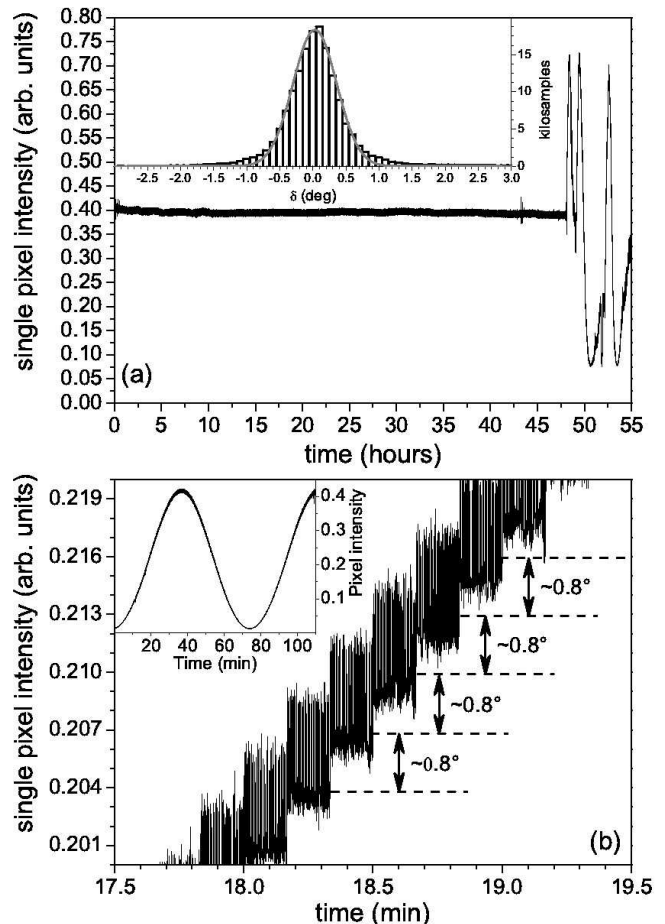 0.80
0.75
0.70
0.65
0.60
0.55
0.50
0.45
0.40
0.35
0.30
0.25
0.20
0.15
0.10
0.05
0.00
single pixel intensity (arb. units)
15
10
5
0
kilosamples
-2.5 -2.0 -1.5 -1.0 -0.5 0.0 0.5 1.0 1.5 2.0 2.5 3.0
δ (deg)
(a)
0 5 10 15 20 25 30 35 40 45 50 55
time (hours)
0.219
0.216
0.213
0.210
0.207
0.204
0.201
single pixel intensity (arb. units)
0.4
0.3
0.2
0.1
Pixel intensity
20 40 60 80 100
Time (min)
~0.8°
~0.8°
~0.8°
~0.8°
(b)
17.5 18.0 18.5 19.0 19.5
time (min)